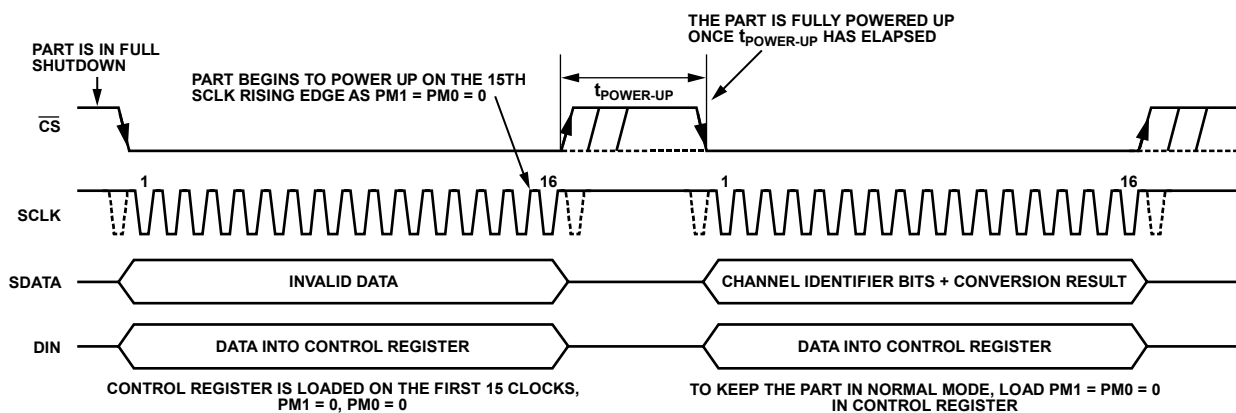 THE PART IS FULLY POWERED UP
ONCE tPOWER-UP HAS ELAPSED
PART IS IN FULL
SHUTDOWN
PART BEGINS TO POWER UP ON THE 15TH
SCLK RISING EDGE AS PM1 = PM0 = 0
tPOWER-UP
CS
1
16
1
16
SCLK
SDATA
INVALID DATA
CHANNEL IDENTIFIER BITS + CONVERSION RESULT
DIN
DATA INTO CONTROL REGISTER
DATA INTO CONTROL REGISTER
CONTROL REGISTER IS LOADED ON THE FIRST 15 CLOCKS,
PM1 = 0, PM0 = 0
TO KEEP THE PART IN NORMAL MODE, LOAD PM1 = PM0 = 0
IN CONTROL REGISTER